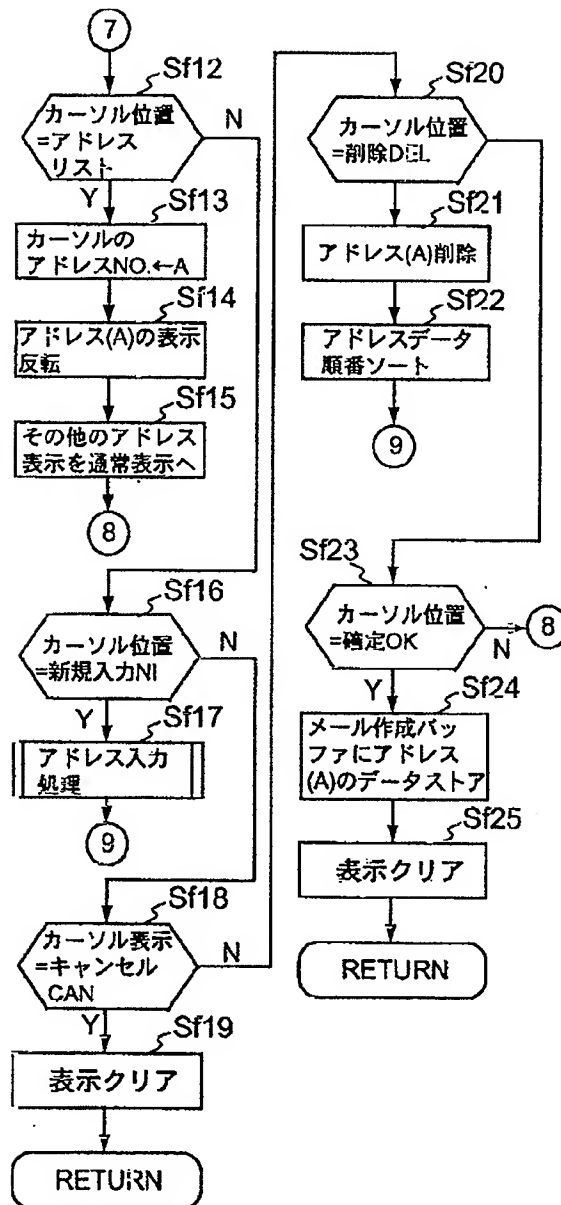 7
Sf12
カーソル位置
=アドレス
リスト
N
Y
Sf13
カーソルの
アドレスNO.←A
Sf14
アドレス(A)の表示
反転
Sf15
その他のアドレス
表示を通常表示へ
8
Sf16
カーソル位置
=新規入力NI
N
Y
Sf17
アドレス入力
処理
9
Sf18
カーソル表示
=キャンセル
CAN
N
Y
Sf19
表示クリア
RETURN
Sf20
カーソル位置
=削除DEL
Sf21
アドレス(A)削除
Sf22
アドレスデータ
順番ソート
9
Sf23
カーソル位置
=確定OK
N
8
Y
Sf24
メール作成バッ
ファにアドレス
(A)のデータストア
Sf25
表示クリア
RETURN